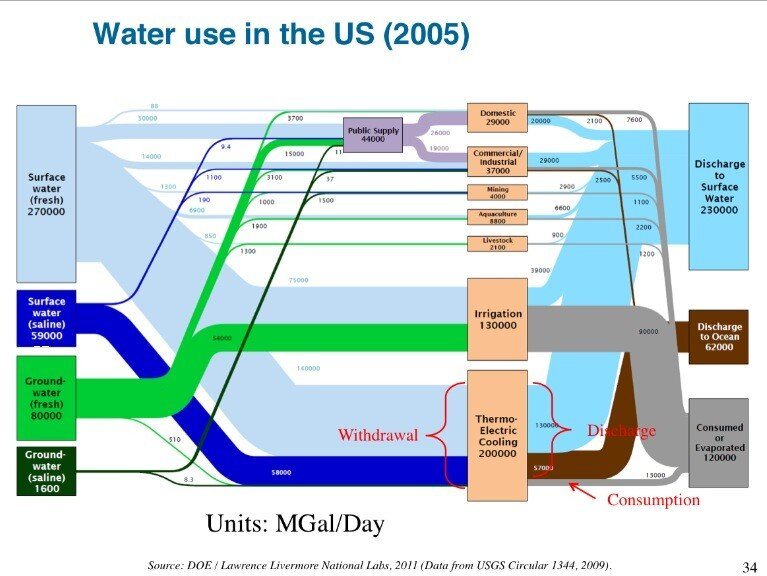 Water use in the US (2005)
Surface
water
(fresh)
270000
Surface
water
(saline)
59000
Ground-
water
(fresh)
80000
Ground-
water
(saline)
1600
88
30000
14000
1300
6900
850
9.4
1100
190
3700
15000
11
3100
37
1000
1500
1900
1300
75000
54000
140000
510
8.3
58000
Public Supply
44000
26000
19000
Domestic
29000
Commercial/
Industrial
37000
Mining
4000
Aquaculture
8800
Livestock
2100
Irrigation
130000
Thermo-
Electric
Cooling
200000
20000
2100
7600
29000
2500
5500
2900
1100
6600
2200
900
1200
39000
90000
130000
57000
15000
Discharge
to
Surface
Water
230000
Discharge
to Ocean
62000
Consumed
or
Evaporated
120000
Withdrawal
Discharge
Consumption
Units: MGal/Day
Source: DOE / Lawrence Livermore National Labs, 2011 (Data from USGS Circular 1344, 2009).
34